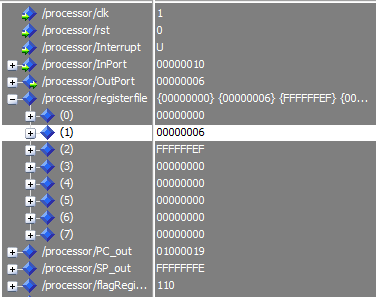 /processor/clk 1
/processor/rst 0
/processor/Interrupt U
/processor/InPort 00000010
/processor/OutPort 00000006
/processor/registerfile {00000000} {00000006} {FFFFFFEF} {00...
(0) 00000000
(1) 00000006
(2) FFFFFFEF
(3) 00000000
(4) 00000000
(5) 00000000
(6) 00000000
(7) 00000000
/processor/PC_out 01000019
/processor/SP_out FFFFFFFE
/processor/flagRegi... 110